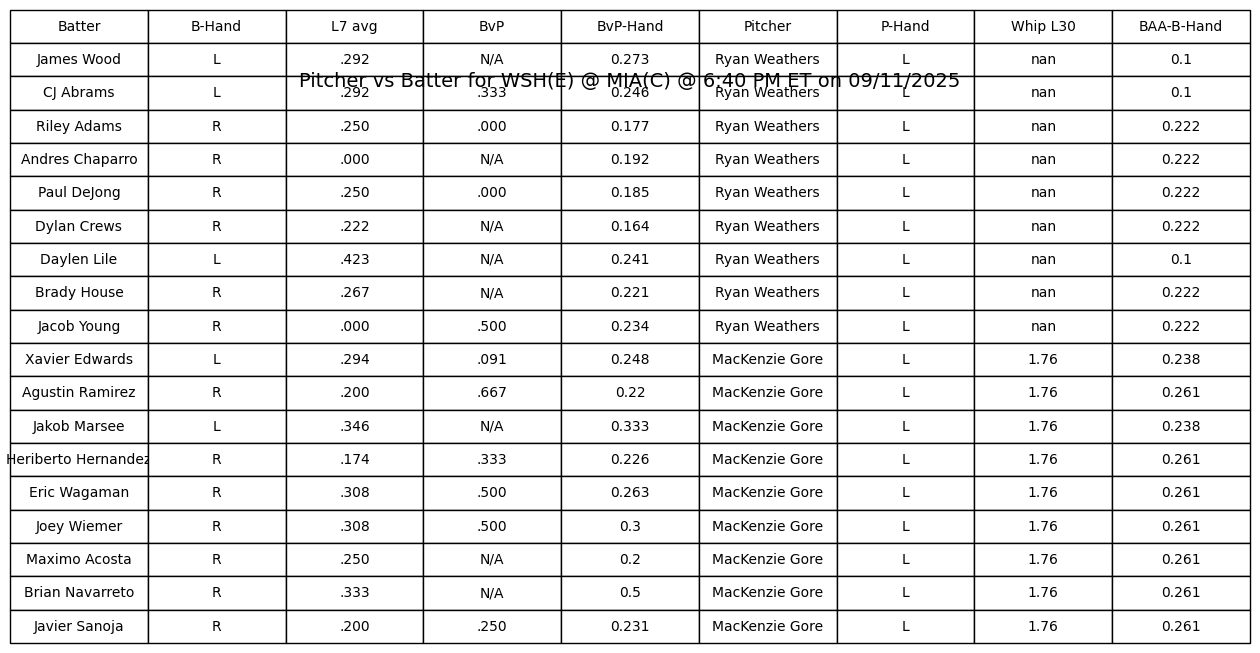 Batter B-Hand L7 avg BvP BvP-Hand Pitcher P-Hand Whip L30 BAA-B-Hand
James Wood L .292 N/A 0.273 Ryan Weathers L nan 0.1
Pitcher vs Batter for WSH(E) @ MIA(C) @ 6:40 PM ET on 09/11/2025
CJ Abrams L .292 .333 0.246 Ryan Weathers L nan 0.1
Riley Adams R .250 .000 0.177 Ryan Weathers L nan 0.222
Andres Chaparro R .000 N/A 0.192 Ryan Weathers L nan 0.222
Paul DeJong R .250 .000 0.185 Ryan Weathers L nan 0.222
Dylan Crews R .222 N/A 0.164 Ryan Weathers L nan 0.222
Daylen Lile L .423 N/A 0.241 Ryan Weathers L nan 0.1
Brady House R .267 N/A 0.221 Ryan Weathers L nan 0.222
Jacob Young R .000 .500 0.234 Ryan Weathers L nan 0.222
Xavier Edwards L .294 .091 0.248 MacKenzie Gore L 1.76 0.238
Agustin Ramirez R .200 .667 0.22 MacKenzie Gore L 1.76 0.261
Jakob Marsee L .346 N/A 0.333 MacKenzie Gore L 1.76 0.238
Heriberto Hernandez R .174 .333 0.226 MacKenzie Gore L 1.76 0.261
Eric Wagaman R .308 .500 0.263 MacKenzie Gore L 1.76 0.261
Joey Wiemer R .308 .500 0.3 MacKenzie Gore L 1.76 0.261
Maximo Acosta R .250 N/A 0.2 MacKenzie Gore L 1.76 0.261
Brian Navarreto R .333 N/A 0.5 MacKenzie Gore L 1.76 0.261
Javier Sanoja R .200 .250 0.231 MacKenzie Gore L 1.76 0.261